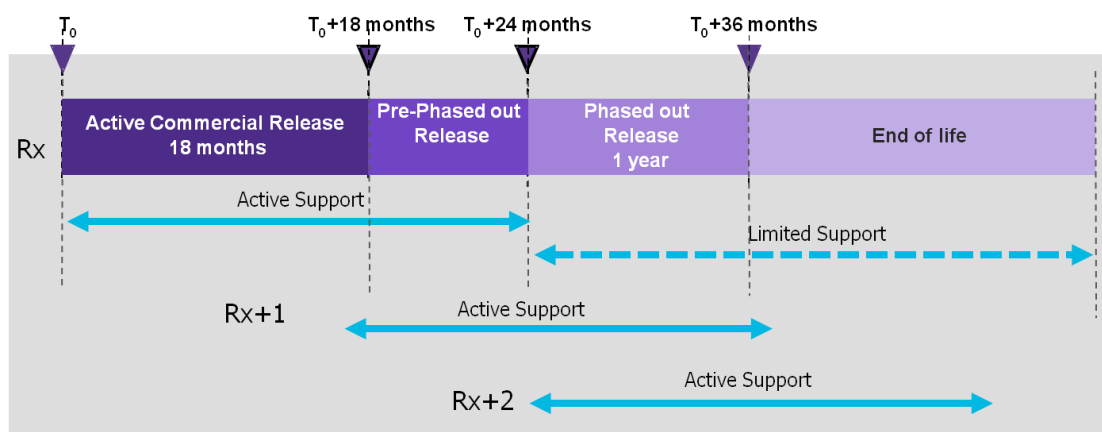 T0
T0+18 months
T0+24 months
T0+36 months
Rx
Active Commercial Release
18 months
Pre-Phased out
Release
Phased out
Release
1 year
End of life
Active Support
Limited Support
Rx+1
Active Support
Rx+2
Active Support